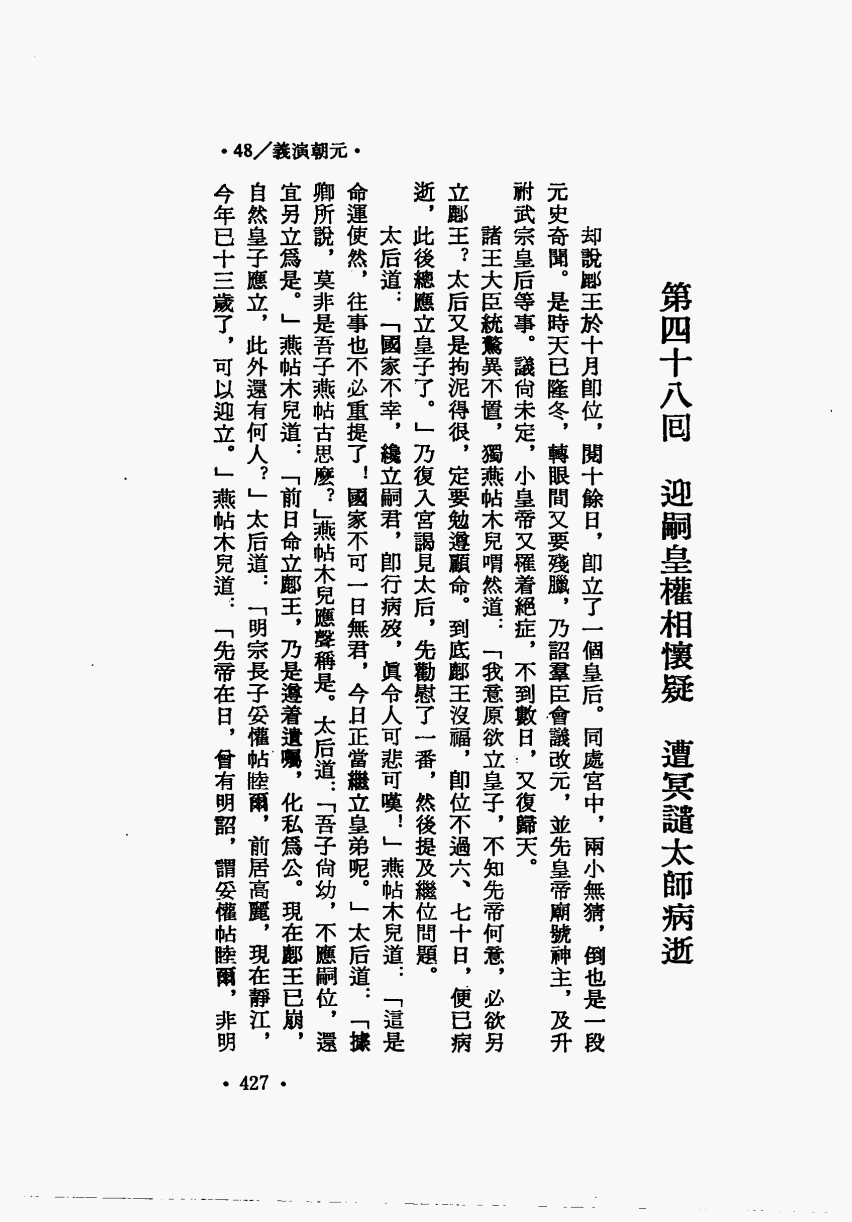 •48／義演朝元•
第四十八回　迎嗣皇權相懷疑　遭冥譴太師病逝
却說鄜王於十月卽位，閱十餘日，卽立了一個皇后。同處宮中，兩小無猜，倒也是一段
元史奇聞。是時天已隆冬，轉眼間又要殘臘，乃詔羣臣會議改元，並先皇帝廟號神主，及升
祔武宗皇后等事。議尙未定，小皇帝又罹着絕症，不到數日，又復歸天。
諸王大臣統驚異不置，獨燕帖木兒喟然道：「我意原欲立皇子，不知先帝何意，必欲另
立鄜王？太后又是拘泥得很，定要勉遵顧命。到底鄜王沒福，卽位不過六、七十日，便已病
逝，此後總應立皇子了。」乃復入宮謁見太后，先勸慰了一番，然後提及繼位問題。
太后道：「國家不幸，纔立嗣君，卽行病歿，眞令人可悲可嘆！」燕帖木兒道：「這是
命運使然，往事也不必重提了！國家不可一日無君，今日正當繼立皇弟呢。」太后道：「據
卿所說，莫非是吾子燕帖古思麼？」燕帖木兒應聲稱是。太后道：「吾子尙幼，不應嗣位，還
宜另立爲是。」燕帖木兒道：「前日命立鄜王，乃是遵着遺囑，化私爲公。現在鄜王已崩，
自然皇子應立，此外還有何人？」太后道：「明宗長子妥懽帖睦爾，前居高麗，現在靜江，
今年已十三歲了，可以迎立。」燕帖木兒道：「先帝在日，曾有明詔，謂妥懽帖睦爾，非明
•427•